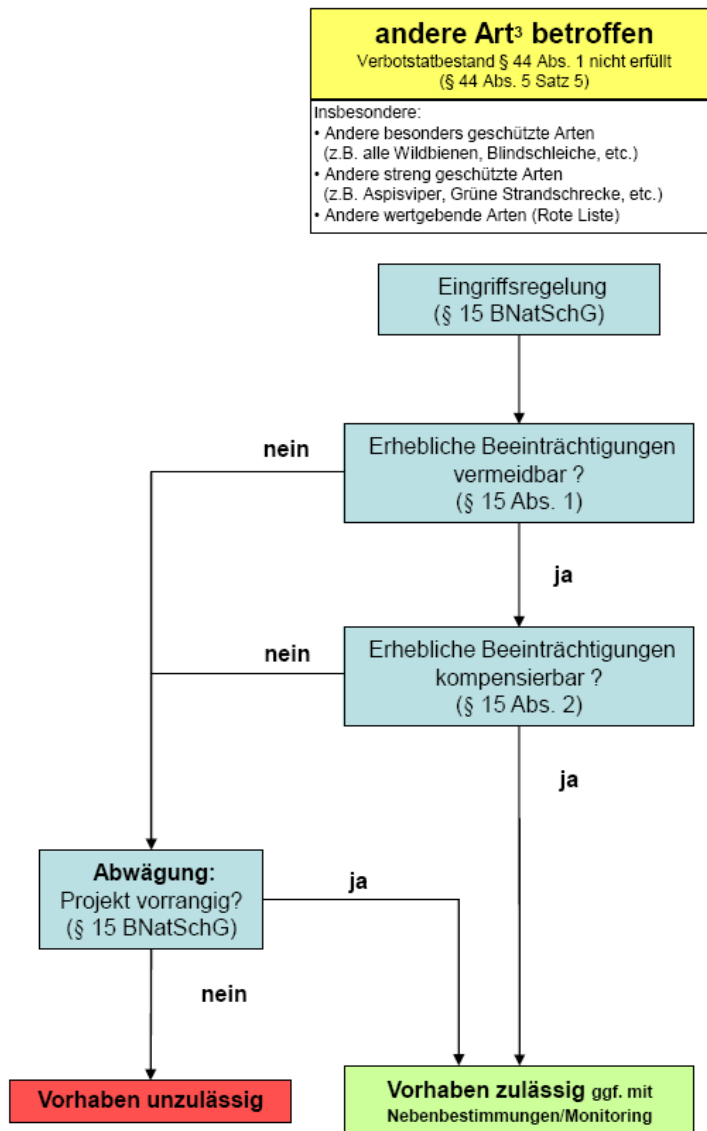 andere Art³ betroffen
Verbotstatbestand § 44 Abs. 1 nicht erfüllt
(§ 44 Abs. 5 Satz 5)
Insbesondere:
• Andere besonders geschützte Arten
(z.B. alle Wildbienen, Blindschleiche, etc.)
• Andere streng geschützte Arten
(z.B. Aspisviper, Grüne Strandschrecke, etc.)
• Andere wertgebende Arten (Rote Liste)
Eingriffsregelung
(§ 15 BNatSchG)
nein
Erhebliche Beeinträchtigungen
vermeidbar ?
(§ 15 Abs. 1)
ja
nein
Erhebliche Beeinträchtigungen
kompensierbar ?
(§ 15 Abs. 2)
ja
Abwägung:
Projekt vorrangig?
(§ 15 BNatSchG)
ja
nein
Vorhaben unzulässig
Vorhaben zulässig ggf. mit
Nebenbestimmungen/Monitoring